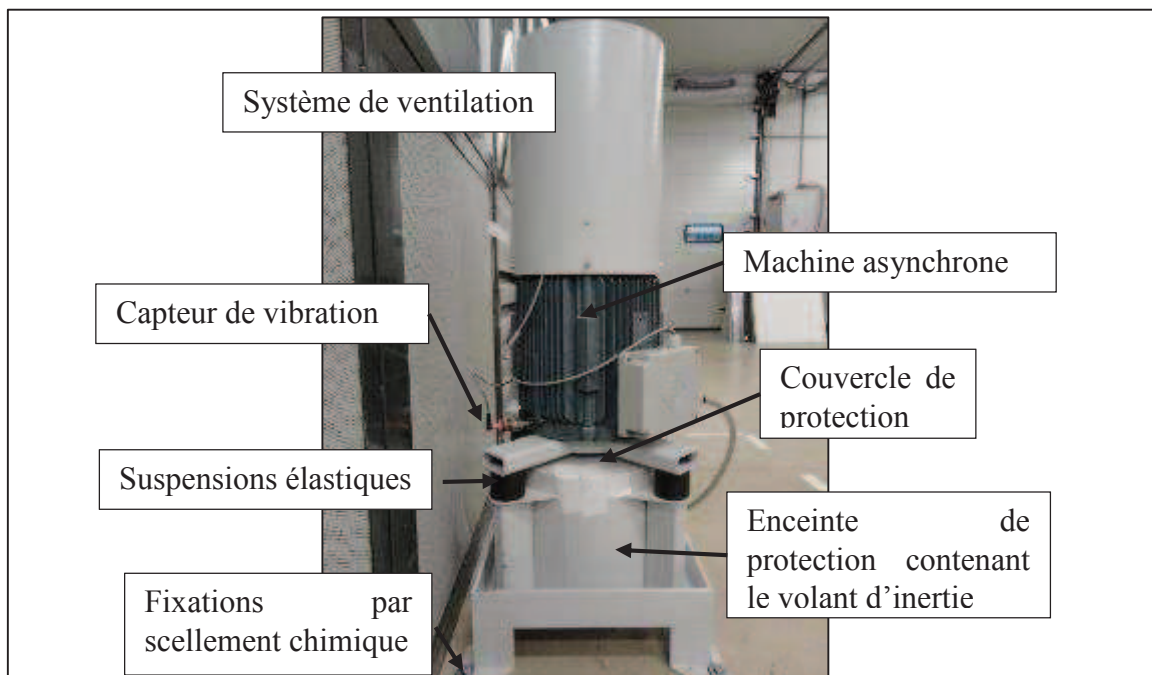 Système de ventilation
Machine asynchrone
Capteur de vibration
Couvercle de
protection
Suspensions élastiques
Enceinte de
protection contenant
le volant d'inertie
Fixations par
scellement chimique